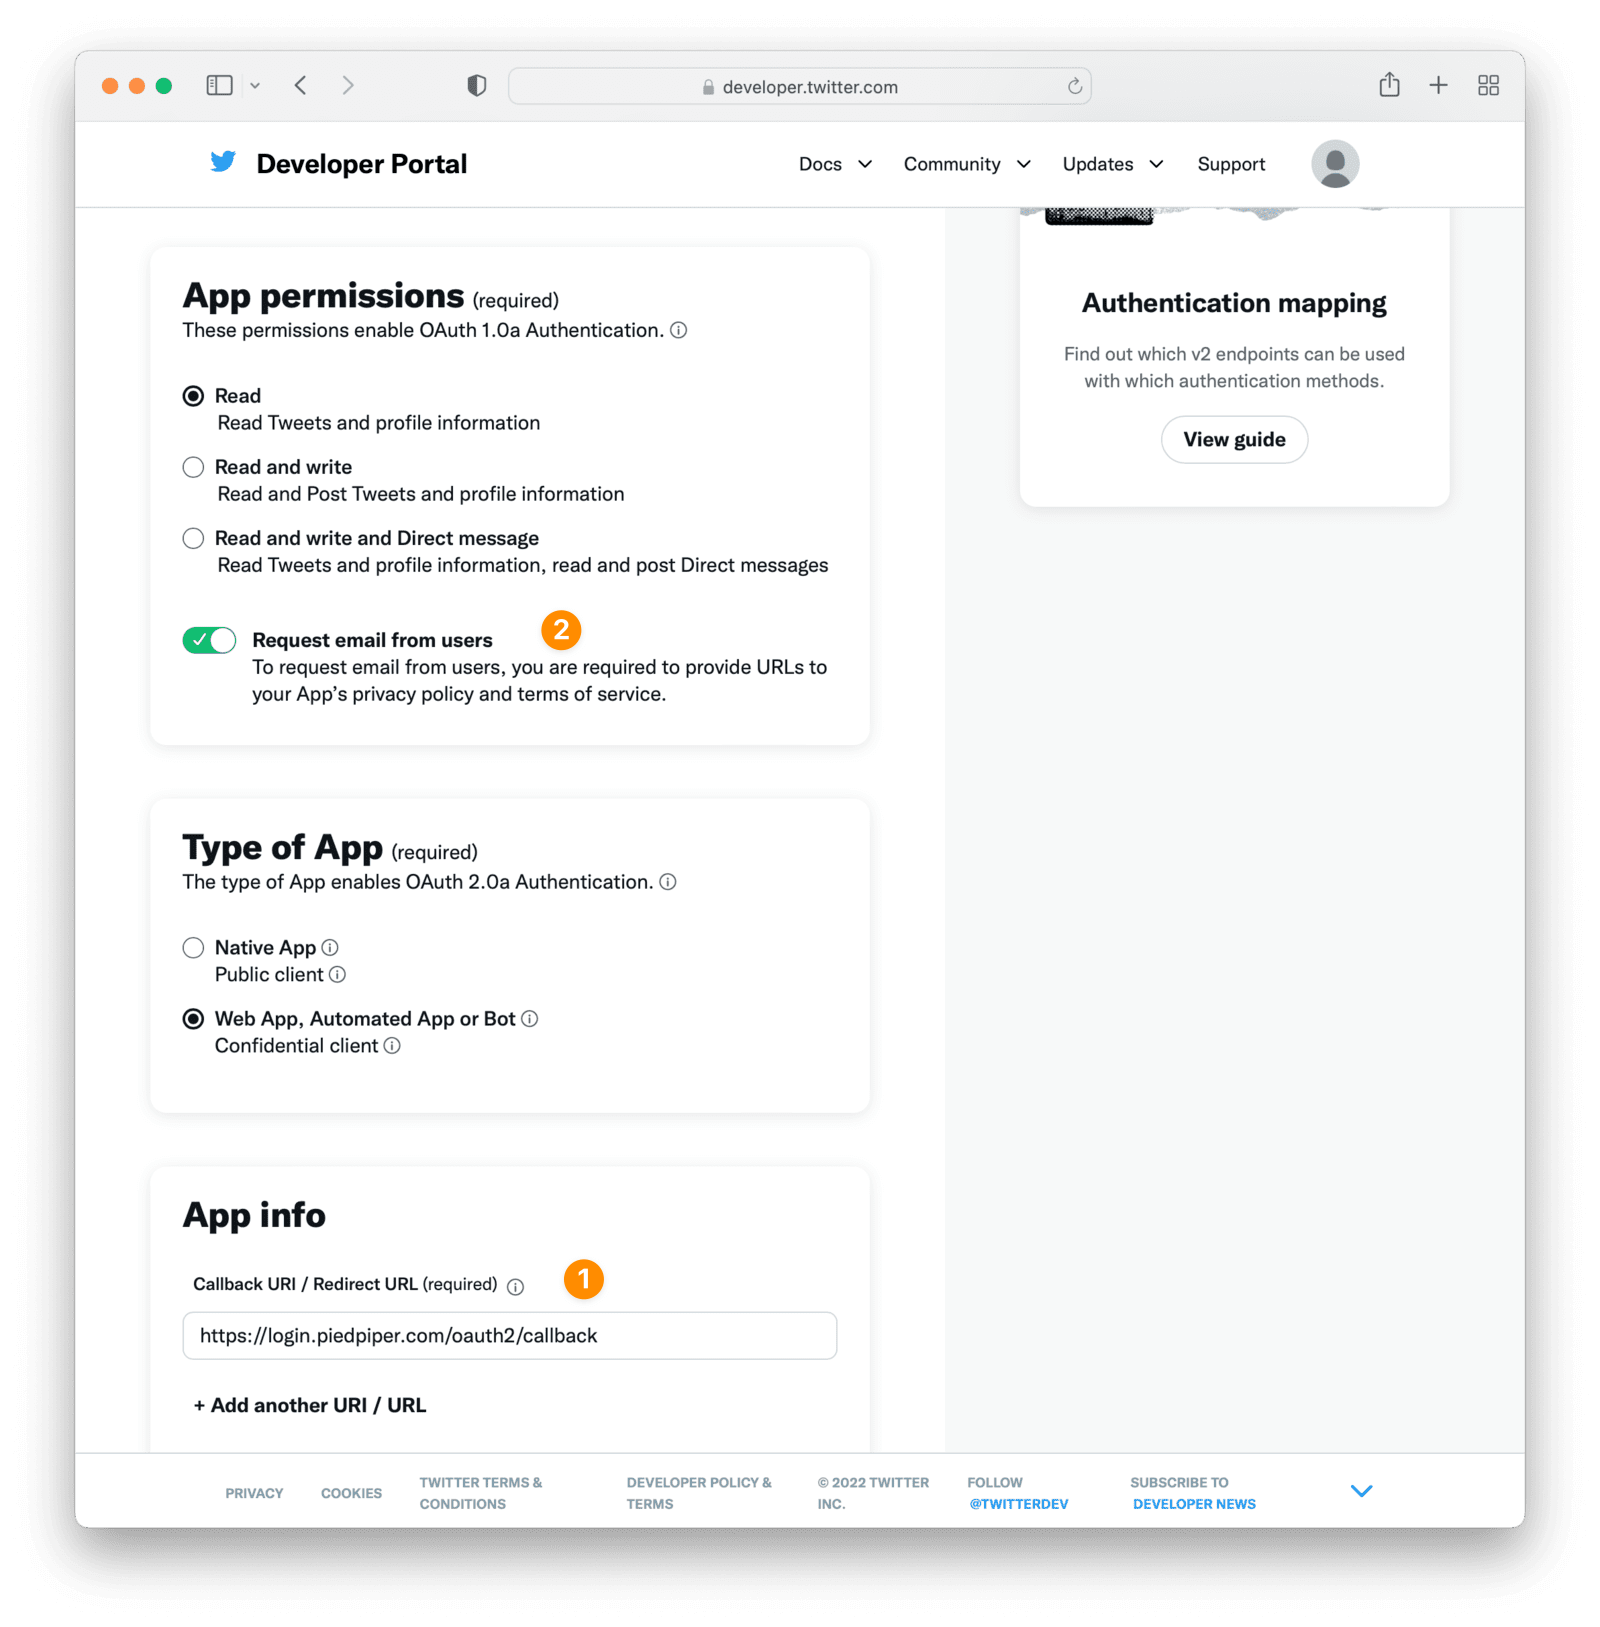 developer.twitter.com
Developer Portal
Docs
Community
Updates
Support
App permissions (required)
These permissions enable OAuth 1.0a Authentication.
Read
Read Tweets and profile information
Read and write
Read and Post Tweets and profile information
Read and write and Direct message
Read Tweets and profile information, read and post Direct messages
Request email from users
2
To request email from users, you are required to provide URLs to
your App’s privacy policy and terms of service.
Authentication mapping
Find out which v2 endpoints can be used
with which authentication methods.
View guide
Type of App (required)
The type of App enables OAuth 2.0a Authentication.
Native App
Public client
Web App, Automated App or Bot
Confidential client
App info
Callback URI / Redirect URL (required)
1
https://login.piedpiper.com/oauth2/callback
+ Add another URI / URL
PRIVACY
COOKIES
TWITTER TERMS &
CONDITIONS
DEVELOPER POLICY &
TERMS
© 2022 TWITTER
INC.
FOLLOW
@TWITTERDEV
SUBSCRIBE TO
DEVELOPER NEWS